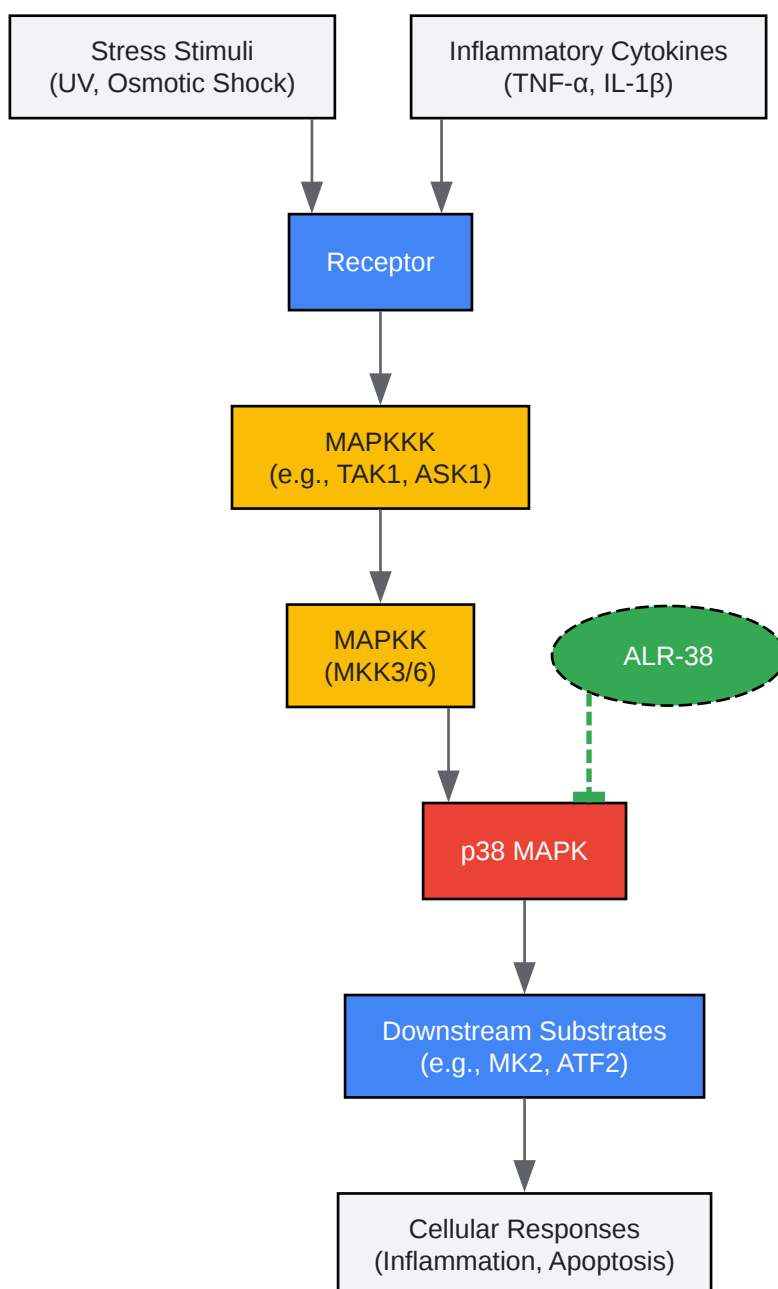 Stress Stimuli
(UV, Osmotic Shock)
Inflammatory Cytokines
(TNF-α, IL-1β)
Receptor
MAPKKK
(e.g., TAK1, ASK1)
MAPKK
(MKK3/6)
ALR-38
p38 MAPK
Downstream Substrates
(e.g., MK2, ATF2)
Cellular Responses
(Inflammation, Apoptosis)